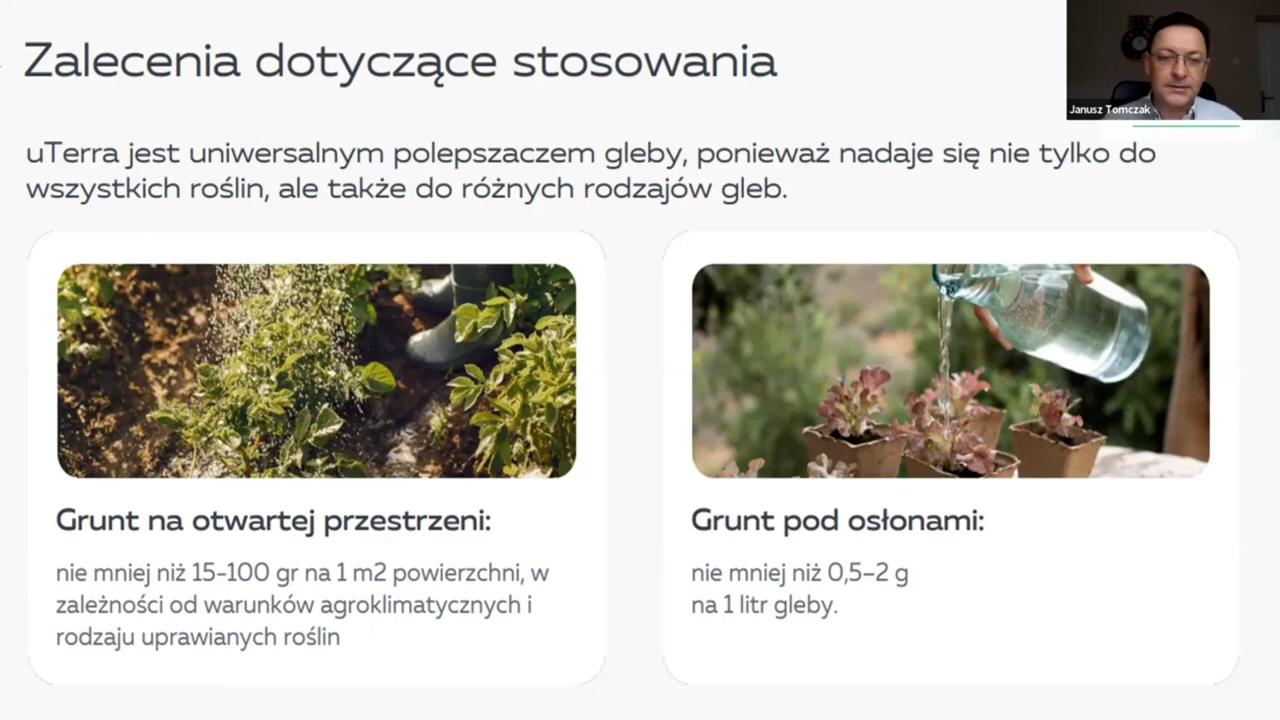 Zalecenia dotyczące stosowania
Janusz Tomczak
uTerra jest uniwersalnym polepszaczem gleby, ponieważ nadaje się nie tylko do
wszystkich roślin, ale także do różnych rodzajów gleb.
Grunt na otwartej przestrzeni:
nie mniej niż 15-100 gr na 1 m2 powierzchni, w
zależności od warunków agroklimatycznych i
rodzaju uprawianych roślin
Grunt pod osłonami:
nie mniej niż 0,5–2 g
na 1 litr gleby.